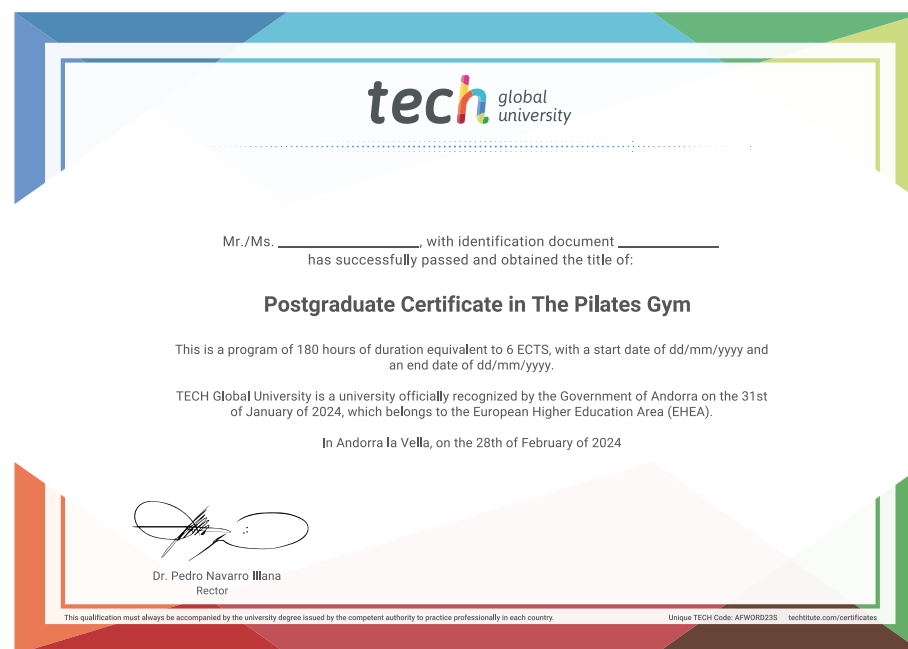 tech global university
Mr./Ms. ____________________, with identification document ______________
has successfully passed and obtained the title of:
Postgraduate Certificate in The Pilates Gym
This is a program of 180 hours of duration equivalent to 6 ECTS, with a start date of dd/mm/yyyy and
an end date of dd/mm/yyyy.
TECH Global University is a university officially recognized by the Government of Andorra on the 31st
of January of 2024, which belongs to the European Higher Education Area (EHEA).
In Andorra la Vella, on the 28th of February of 2024
Dr. Pedro Navarro Illana
Rector
This qualification must always be accompanied by the university degree issued by the competent authority to practice professionally in each country.
Unique TECH Code: AFWORD23S techtitute.com/certificates